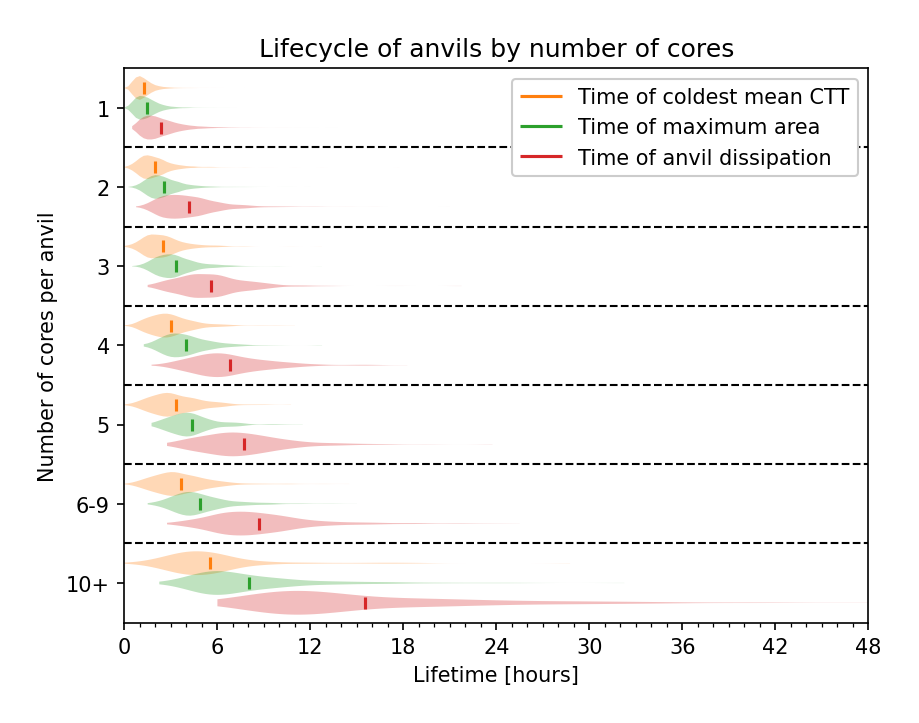 Lifecycle of anvils by number of cores
Time of coldest mean CTT
Time of maximum area
Time of anvil dissipation
Number of cores per anvil
1
2
3
4
5
6-9
10+
0 6 12 18 24 30 36 42 48
Lifetime [hours]